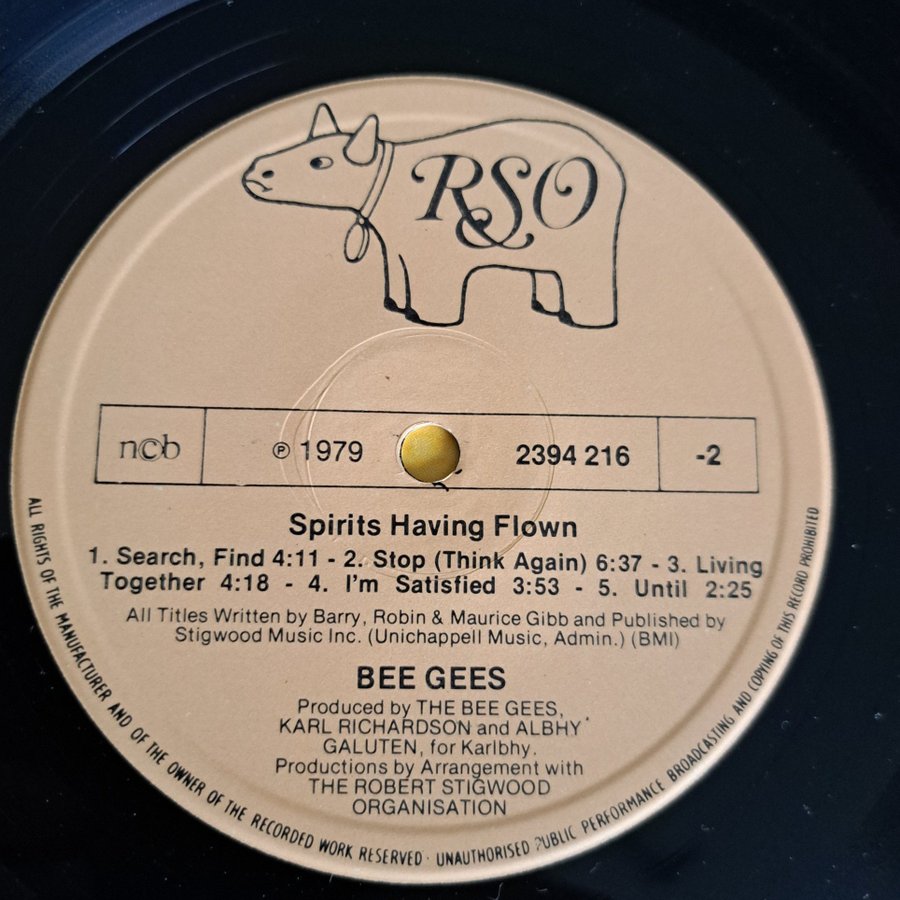 RSO
ncb ℗ 1979 2394 216 -2
Spirits Having Flown
1. Search, Find 4:11 - 2. Stop (Think Again) 6:37 - 3. Living
Together 4:18 - 4. I'm Satisfied 3:53 - 5. Until 2:25
All Titles Written by Barry, Robin & Maurice Gibb and Published by
Stigwood Music Inc. (Unichappell Music, Admin.) (BMI)
BEE GEES
Produced by THE BEE GEES,
KARL RICHARDSON and ALBHY
GALUTEN, for Karlbhy.
Productions by Arrangement with
THE ROBERT STIGWOOD
ORGANISATION
ALL RIGHTS OF THE MANUFACTURER AND OF THE OWNER OF THE RECORDED WORK RESERVED · UNAUTHORISED PUBLIC PERFORMANCE BROADCASTING AND COPYING OF THIS RECORD PROHIBITED